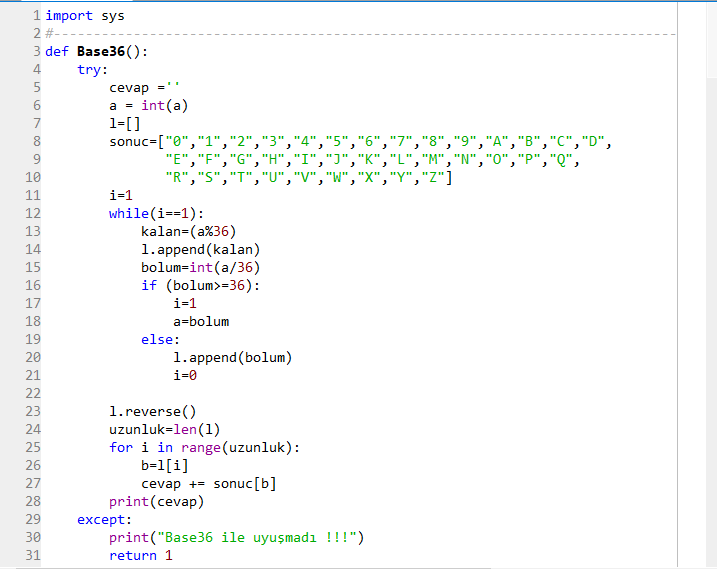 1 import sys
2 #------------------------------------------------------------------------------
3 def Base36():
4     try:
5         cevap =''
6         a = int(a)
7         l=[]
8         sonuc=["0","1","2","3","4","5","6","7","8","9","A","B","C","D",
9                "E","F","G","H","I","J","K","L","M","N","O","P","Q",
10                "R","S","T","U","V","W","X","Y","Z"]
11         i=1
12         while(i==1):
13             kalan=(a%36)
14             l.append(kalan)
15             bolum=int(a/36)
16             if (bolum>=36):
17                 i=1
18                 a=bolum
19             else:
20                 l.append(bolum)
21                 i=0
22
23         l.reverse()
24         uzunluk=len(l)
25         for i in range(uzunluk):
26             b=l[i]
27             cevap += sonuc[b]
28         print(cevap)
29     except:
30         print("Base36 ile uyuşmadı !!!")
31         return 1